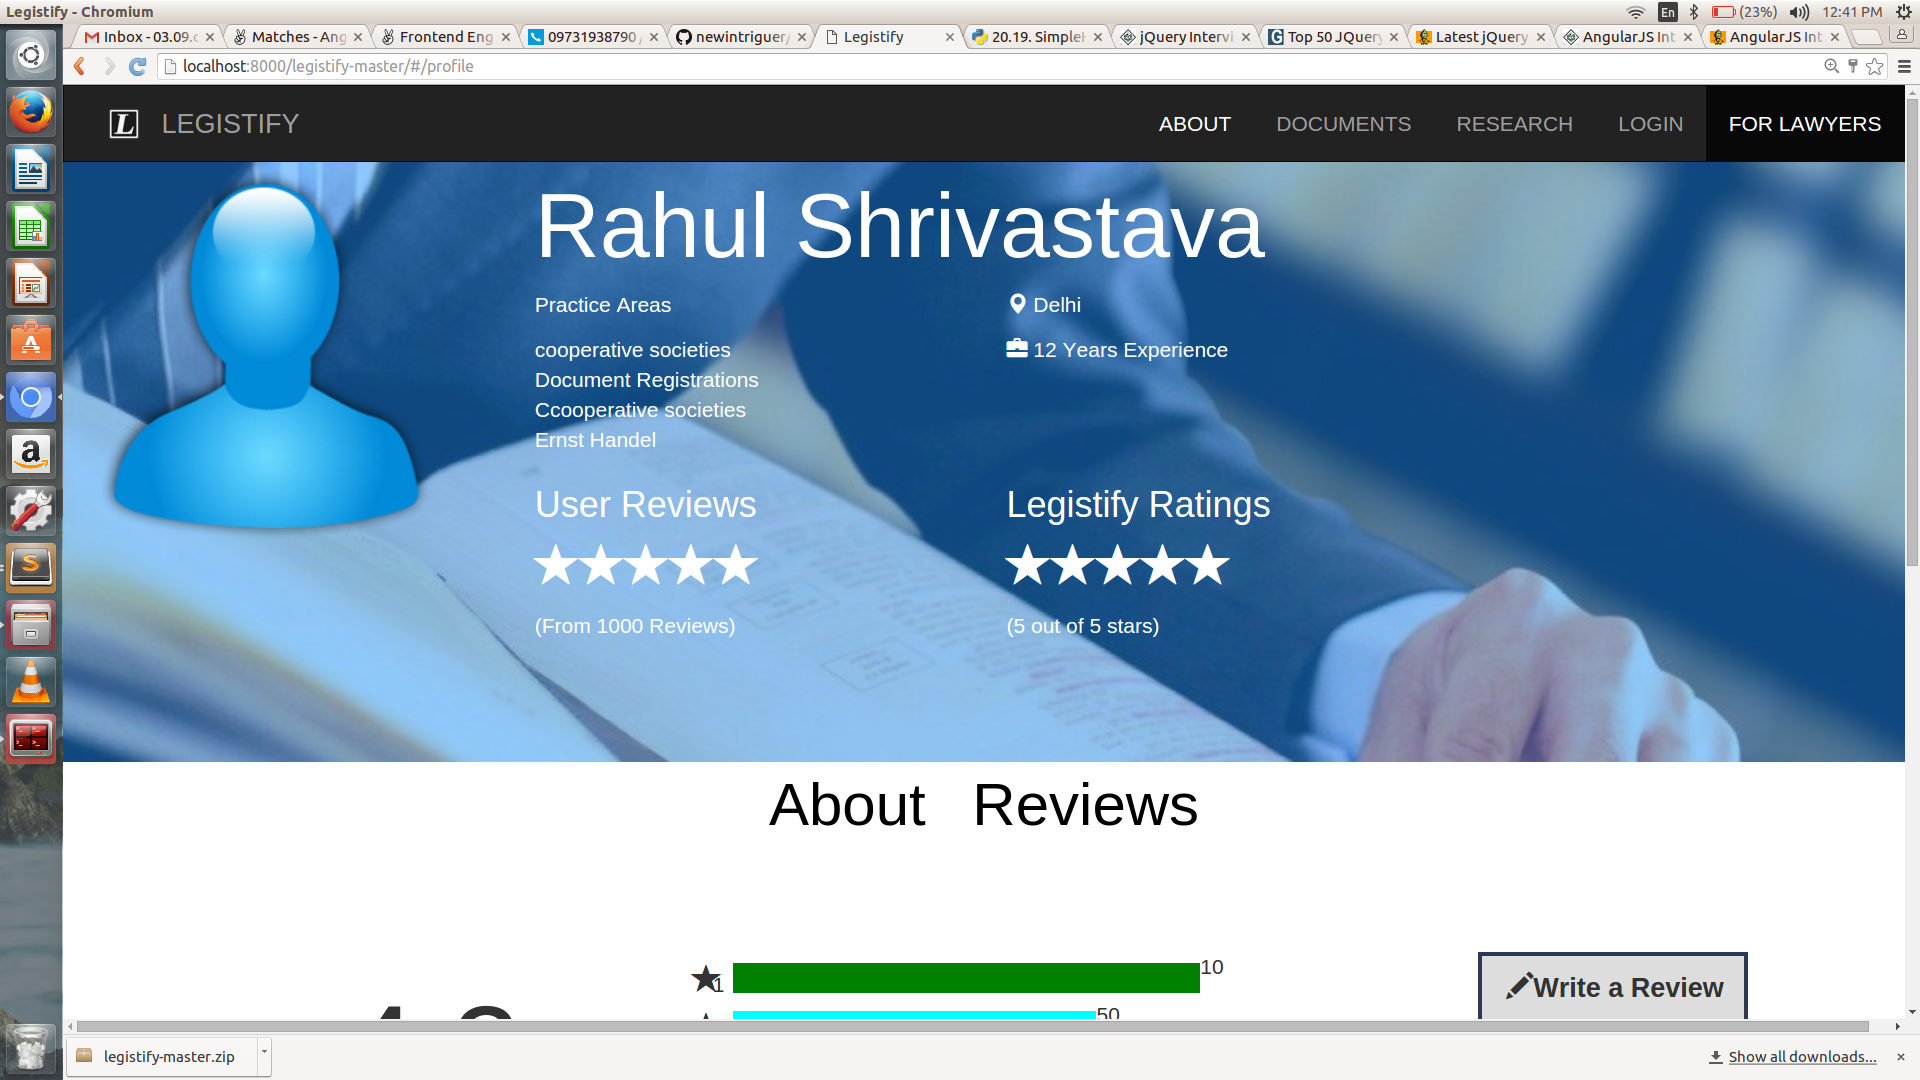 Legistify - Chromium
En (23%) 12:41 PM
Inbox - 03.09.c
Matches - Ang
Frontend Eng
09731938790 /
newintriguer/
Legistify
20.19. SimpleH
jQuery Intervi
Top 50 JQuery
Latest jQuery
AngularJS Int
AngularJS Int
localhost:8000/legistify-master/#/profile
L LEGISTIFY ABOUT DOCUMENTS RESEARCH LOGIN FOR LAWYERS
Rahul Shrivastava
Practice Areas
Delhi
cooperative societies
12 Years Experience
Document Registrations
Ccooperative societies
Ernst Handel
User Reviews
Legistify Ratings
(From 1000 Reviews)
(5 out of 5 stars)
About Reviews
1 10
50
Write a Review
legistify-master.zip
Show all downloads...